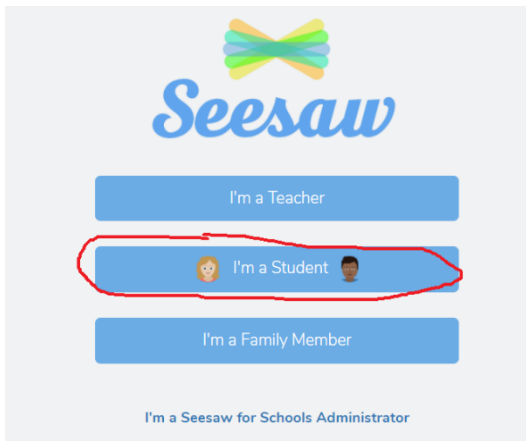 Seesaw
I'm a Teacher
I'm a Student
I'm a Family Member
I'm a Seesaw for Schools Administrator